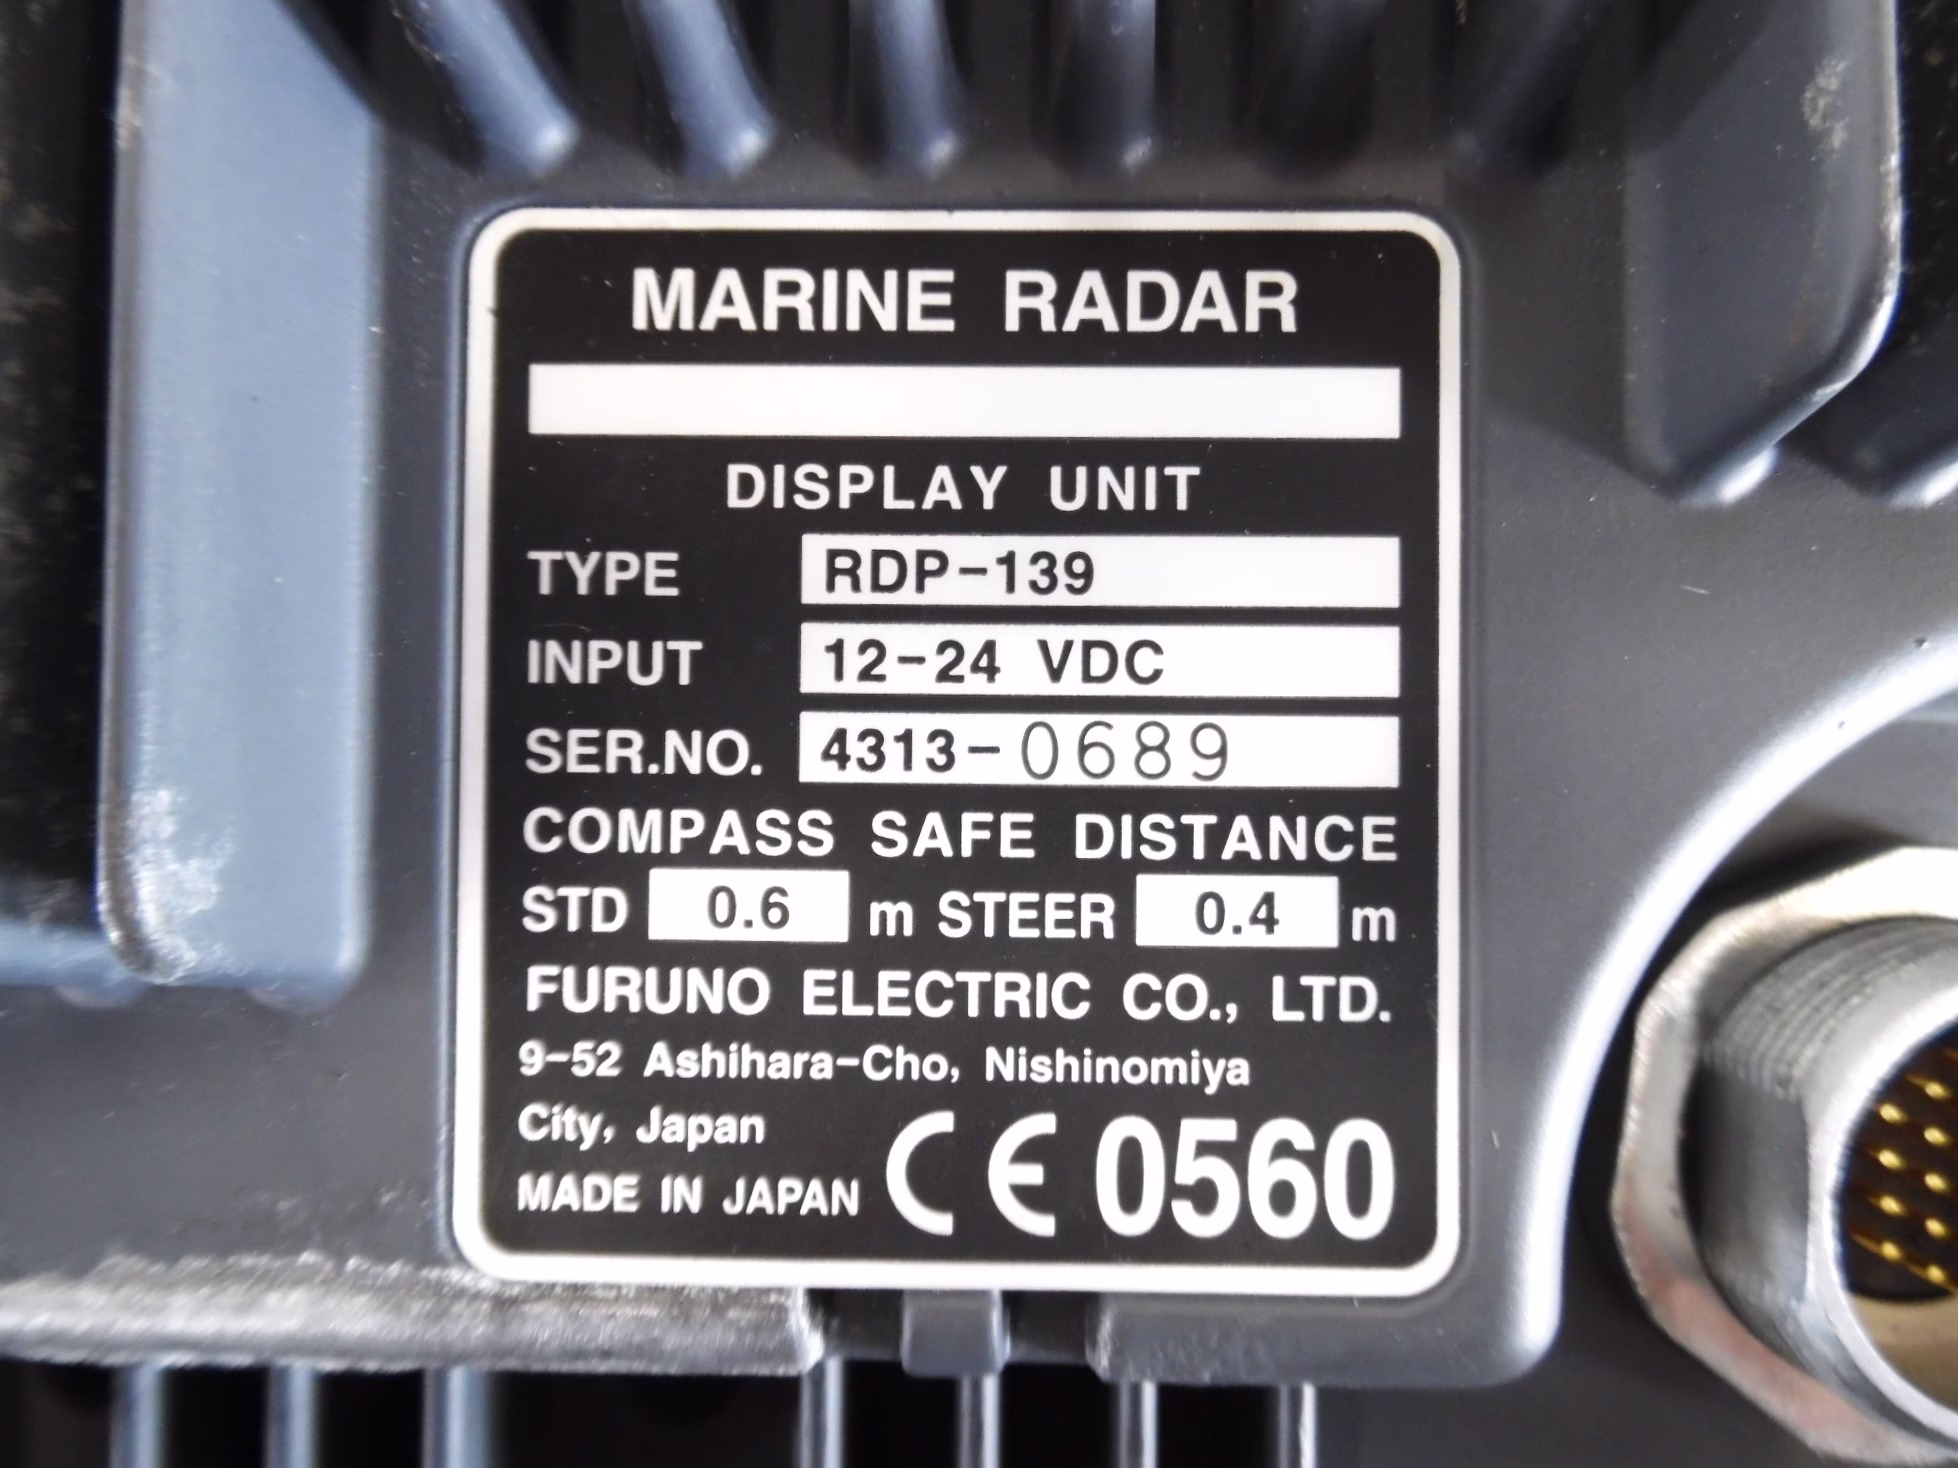 MARINE RADAR
DISPLAY UNIT
TYPE RDP-139
INPUT 12-24 VDC
SER.NO. 4313-0689
COMPASS SAFE DISTANCE
STD 0.6 m STEER 0.4 m
FURUNO ELECTRIC CO., LTD.
9-52 Ashihara-Cho, Nishinomiya
City, Japan
MADE IN JAPAN CE 0560